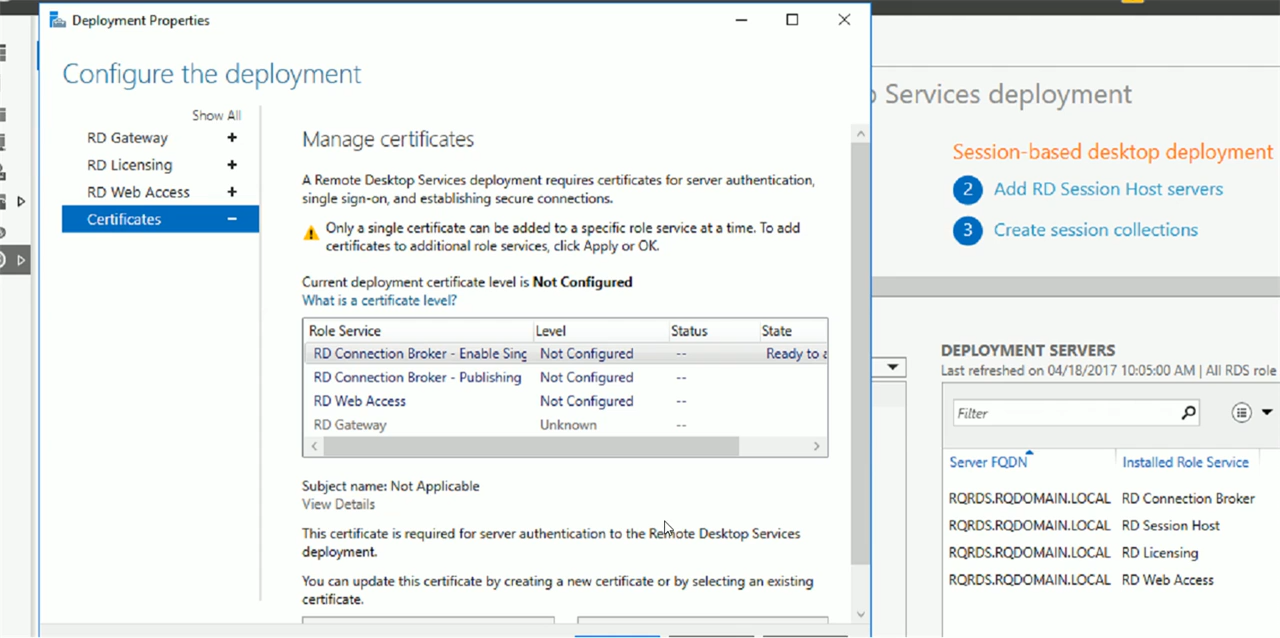 Deployment Properties
Configure the deployment
Show All
RD Gateway +
RD Licensing +
RD Web Access +
Certificates –
Manage certificates
A Remote Desktop Services deployment requires certificates for server authentication,
single sign-on, and establishing secure connections.
Only a single certificate can be added to a specific role service at a time. To add
certificates to additional role services, click Apply or OK.
Current deployment certificate level is Not Configured
What is a certificate level?
Role Service Level Status State
RD Connection Broker - Enable Sing Not Configured -- Ready to a
RD Connection Broker - Publishing Not Configured --
RD Web Access Not Configured --
RD Gateway Unknown --
Subject name: Not Applicable
View Details
This certificate is required for server authentication to the Remote Desktop Services
deployment.
You can update this certificate by creating a new certificate or by selecting an existing
certificate.
Services deployment
Session-based desktop deployment
2 Add RD Session Host servers
3 Create session collections
DEPLOYMENT SERVERS
Last refreshed on 04/18/2017 10:05:00 AM | All RDS role
Filter
Server FQDN Installed Role Service
RQRDS.RQDOMAIN.LOCAL RD Connection Broker
RQRDS.RQDOMAIN.LOCAL RD Session Host
RQRDS.RQDOMAIN.LOCAL RD Licensing
RQRDS.RQDOMAIN.LOCAL RD Web Access